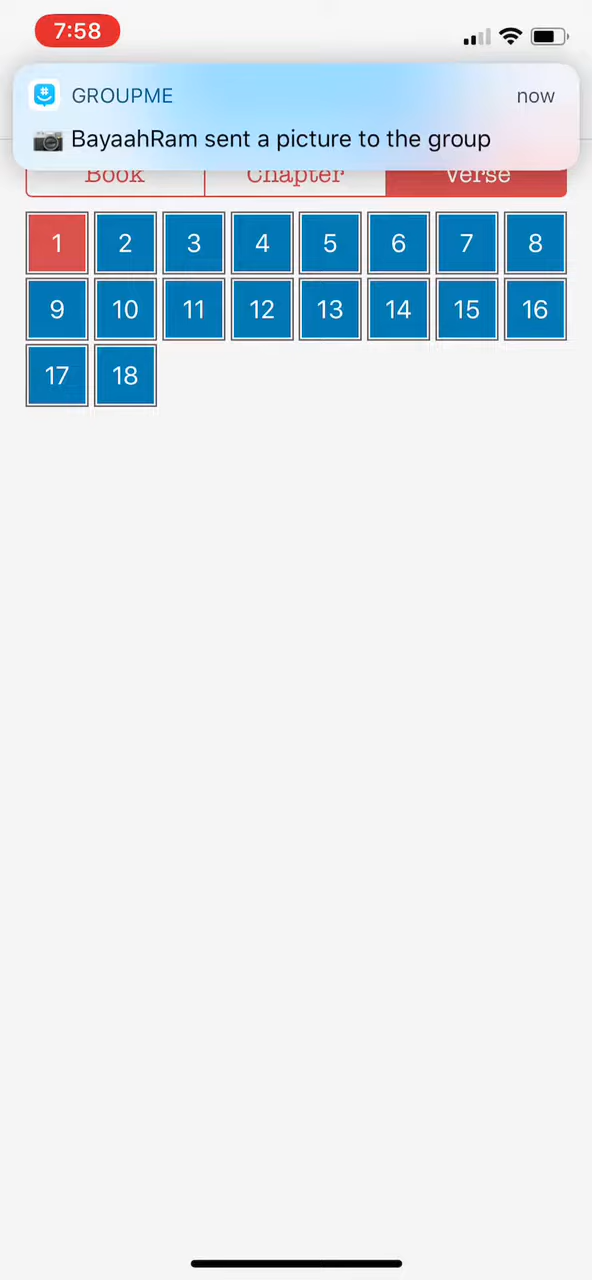 7:58
GROUPME now
BayaahRam sent a picture to the group
Book Chapter Verse
1 2 3 4 5 6 7 8
9 10 11 12 13 14 15 16
17 18